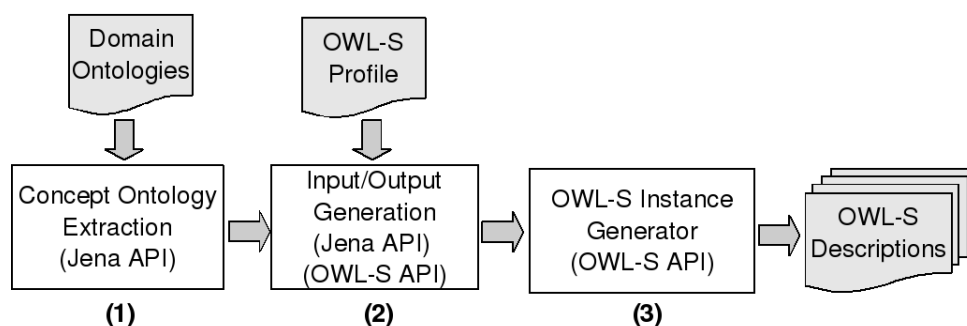 Domain
Ontologies
OWL-S
Profile
Concept Ontology
Extraction
(Jena API)
Input/Output
Generation
(Jena API)
(OWL-S API)
OWL-S Instance
Generator
(OWL-S API)
OWL-S
Descriptions
(1)
(2)
(3)